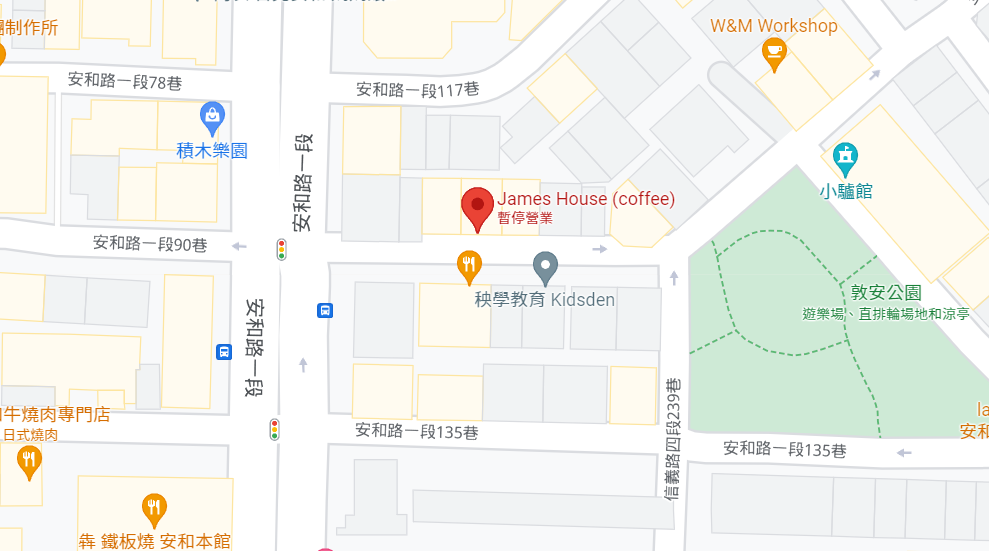 制作所
W&M Workshop
安和路一段78巷
安和路一段117巷
積木樂園
安和路一段
小驢館
James House (coffee)
暫停營業
安和路一段90巷
敦安公園
遊樂場、直排輪場地和涼亭
秧學教育 Kidsden
安和路一段
信義路四段239巷
牛燒肉專門店
日式燒肉
la
安和
安和路一段135巷
安和路一段135巷
犇 鐵板燒 安和本館